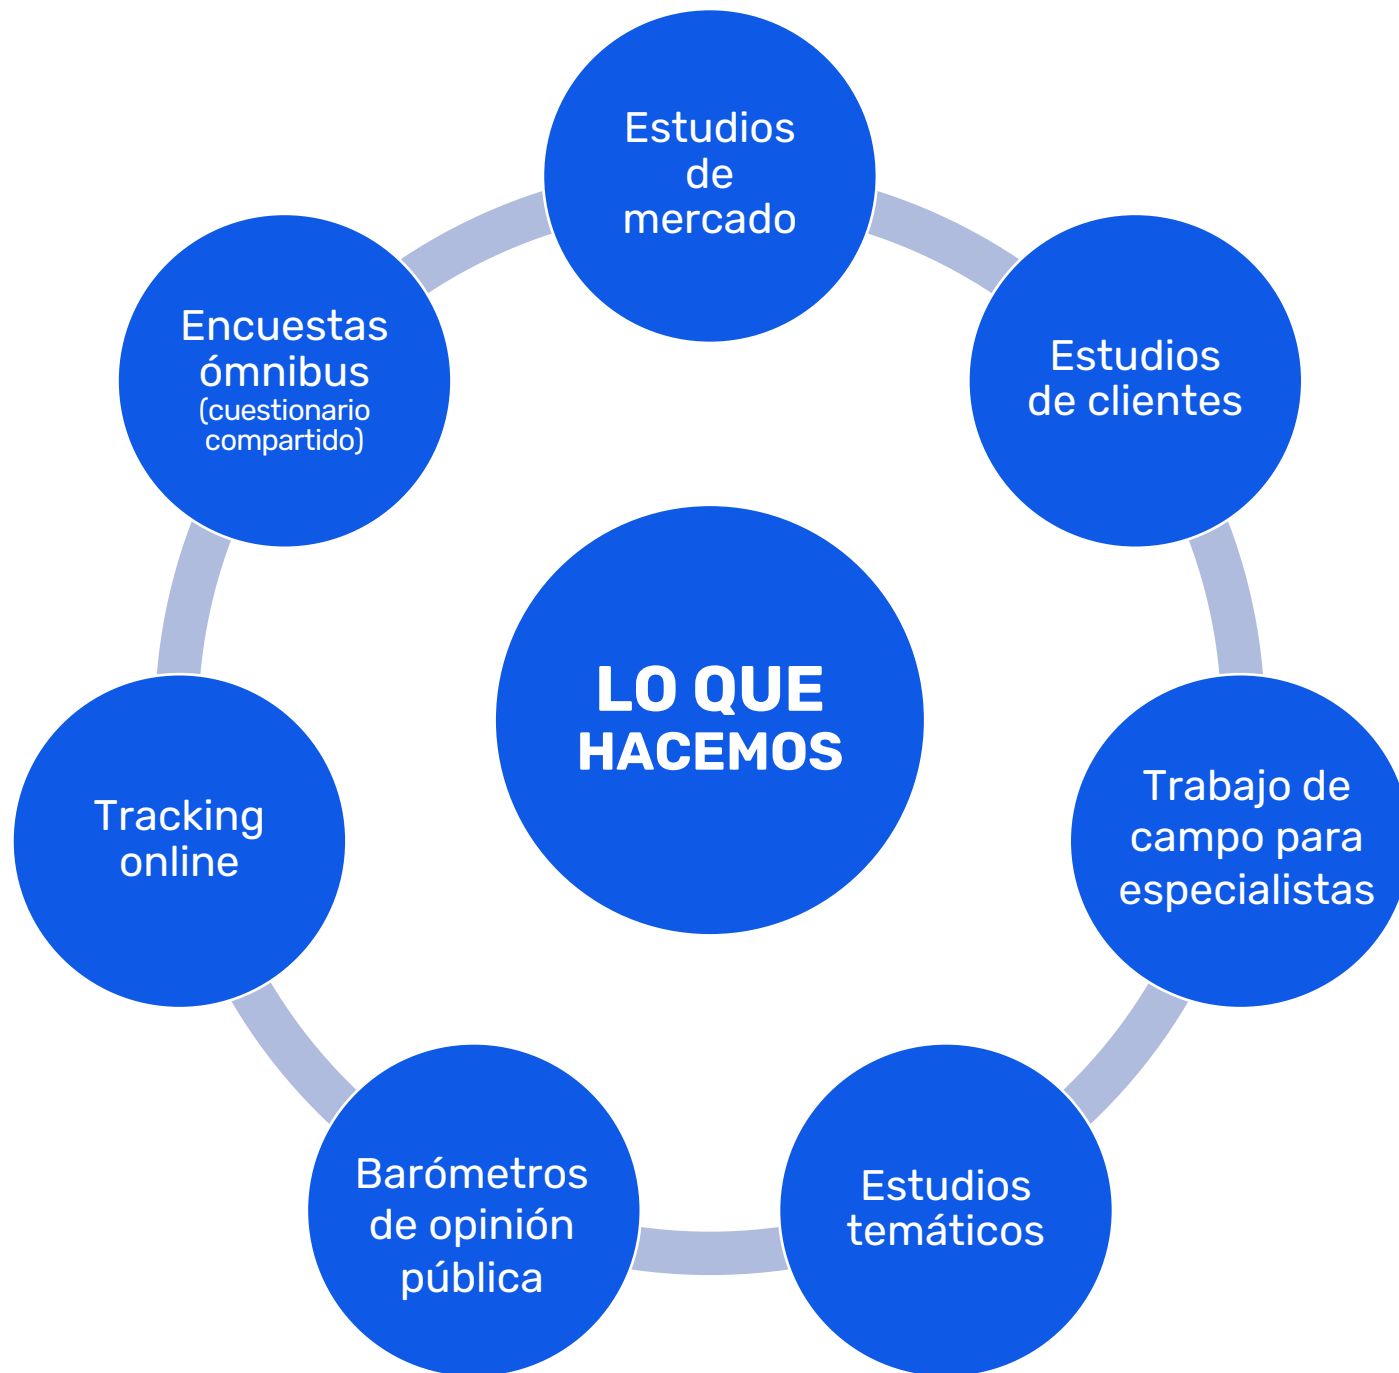 Estudios
de
mercado
Estudios
de clientes
Trabajo de
campo para
especialistas
Estudios
temáticos
Barómetros
de opinión
pública
Tracking
online
Encuestas
ómnibus
(cuestionario
compartido)
LO QUE
HACEMOS